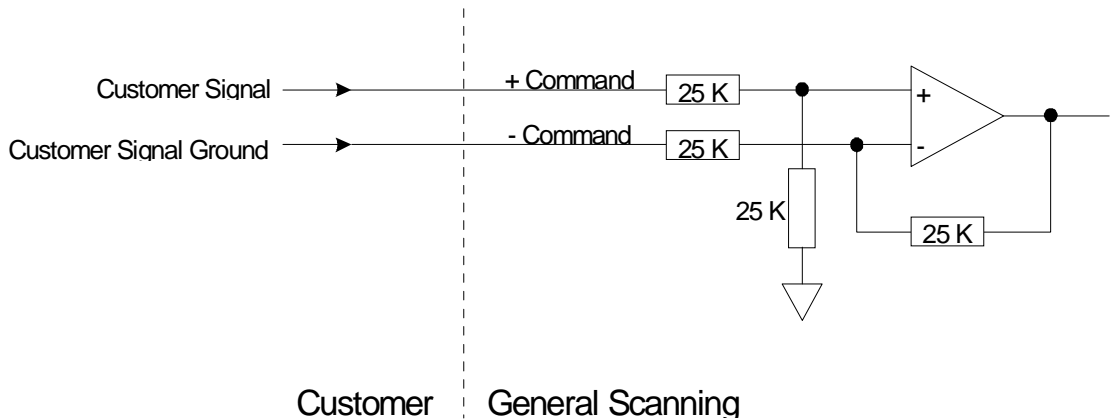 Customer Signal
+ Command
25 K
+
Customer Signal Ground
- Command
25 K
-
25 K
25 K
Customer
General Scanning